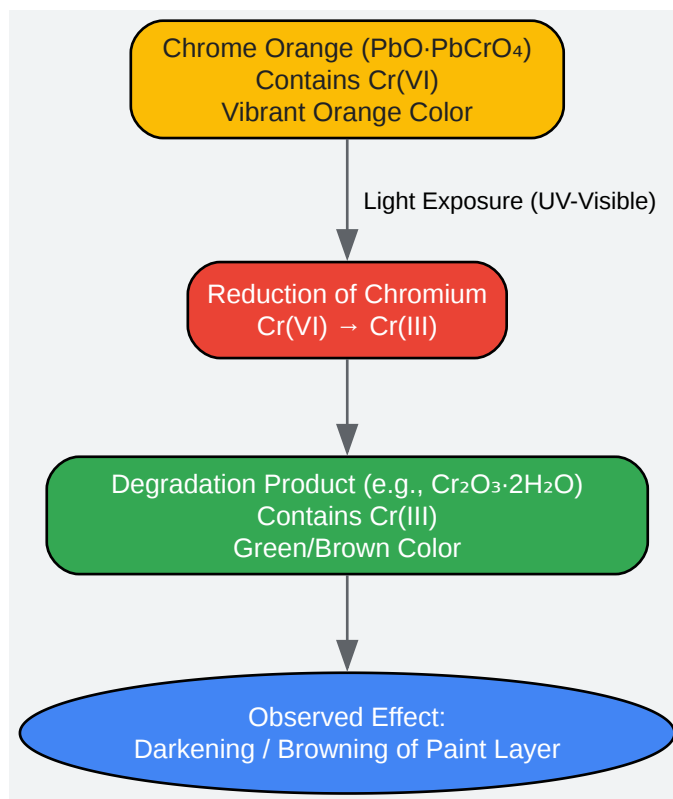 Chrome Orange (PbO·PbCrO₄)
Contains Cr(VI)
Vibrant Orange Color
Light Exposure (UV-Visible)
Reduction of Chromium
Cr(VI) → Cr(III)
Degradation Product (e.g., Cr₂O₃·2H₂O)
Contains Cr(III)
Green/Brown Color
Observed Effect:
Darkening / Browning of Paint Layer